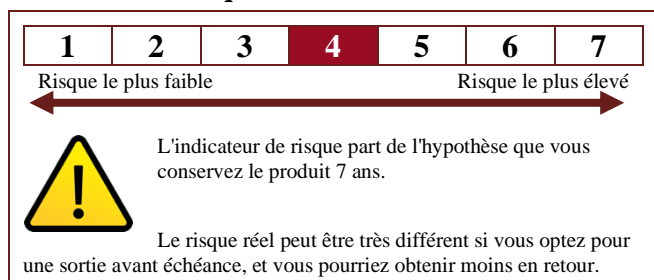 1 2 3 4 5 6 7
Risque le plus faible Risque le plus élevé
L'indicateur de risque part de l'hypothèse que vous
conservez le produit 7 ans.
Le risque réel peut être très différent si vous optez pour
une sortie avant échéance, et vous pourriez obtenir moins en retour.